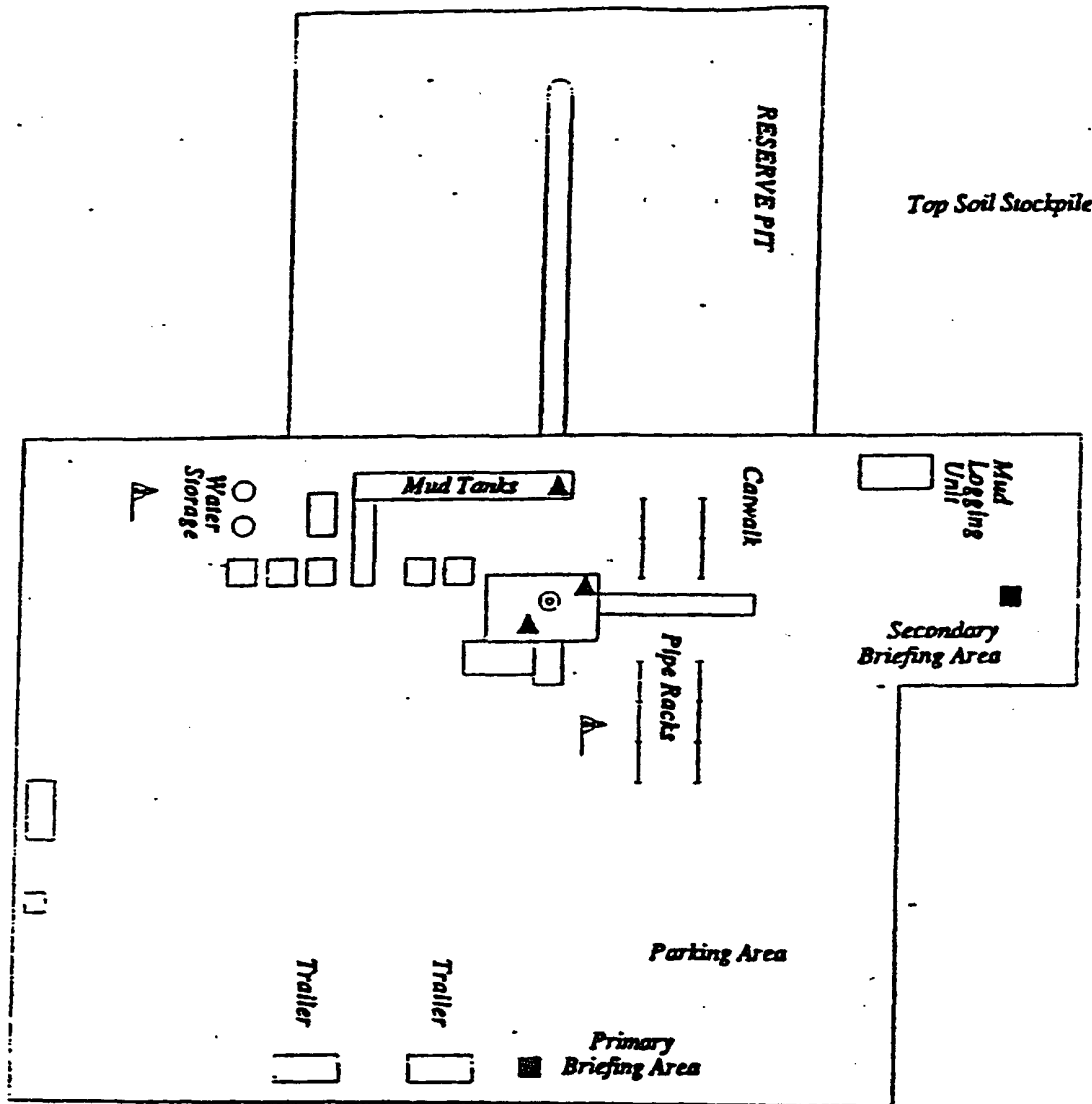 RESERVE PIT
Top Soil Stockpile
Water
Storage
Mud Tanks
Catwalk
Mud
Logging
Unit
Secondary
Briefing Area
Pipe Racks
Parking Area
Trailer
Trailer
Primary
Briefing Area